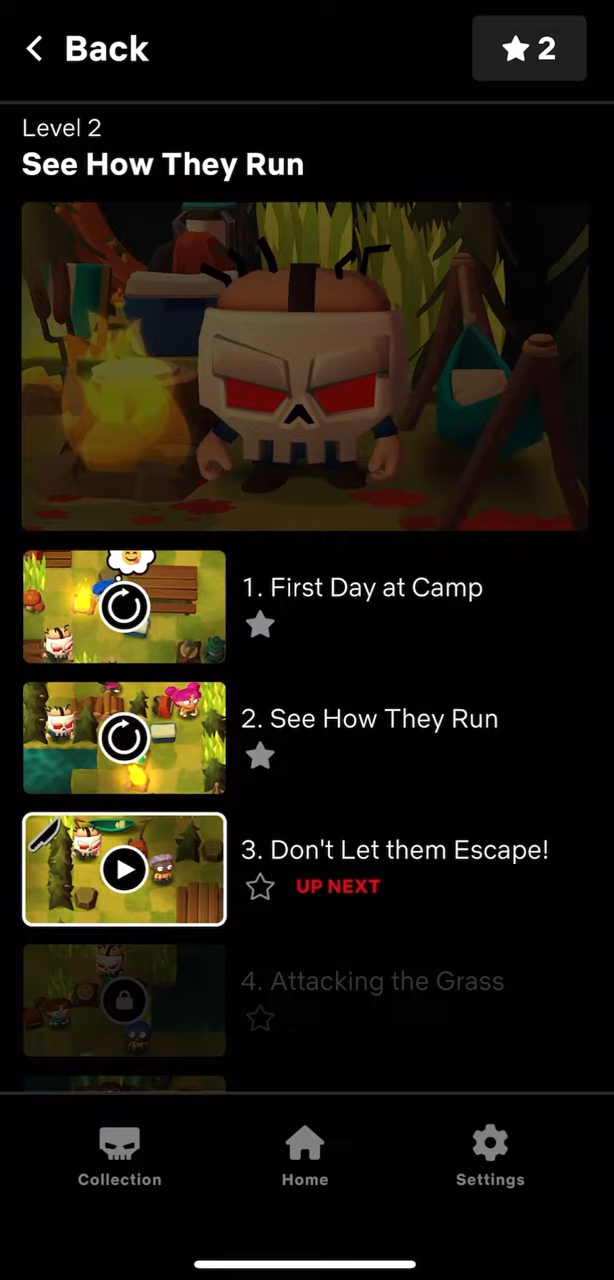 Back
2
Level 2
See How They Run
1. First Day at Camp
2. See How They Run
3. Don't Let them Escape!
UP NEXT
4. Attacking the Grass
Collection
Home
Settings